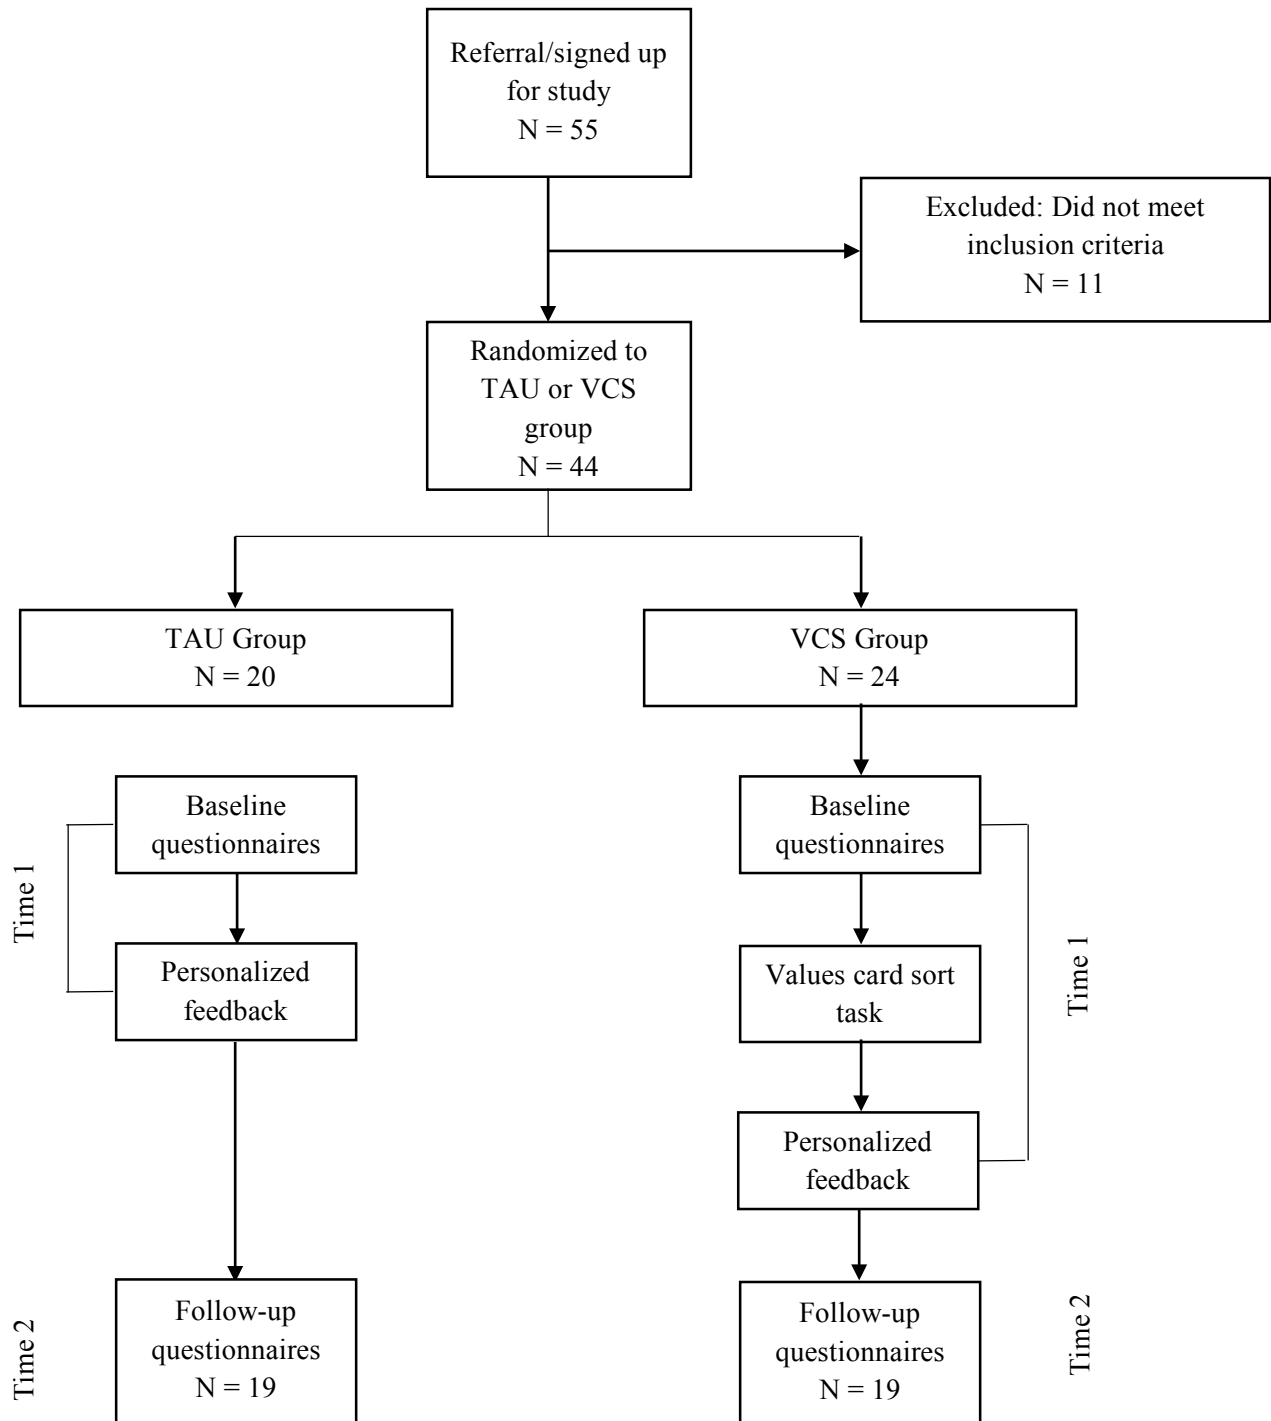 Referral/signed up
for study
N = 55
Excluded: Did not meet
inclusion criteria
N = 11
Randomized to
TAU or VCS
group
N = 44
TAU Group
N = 20
VCS Group
N = 24
Time 1
Baseline
questionnaires
Personalized
feedback
Baseline
questionnaires
Values card sort
task
Personalized
feedback
Time 1
Time 2
Follow-up
questionnaires
N = 19
Follow-up
questionnaires
N = 19
Time 2